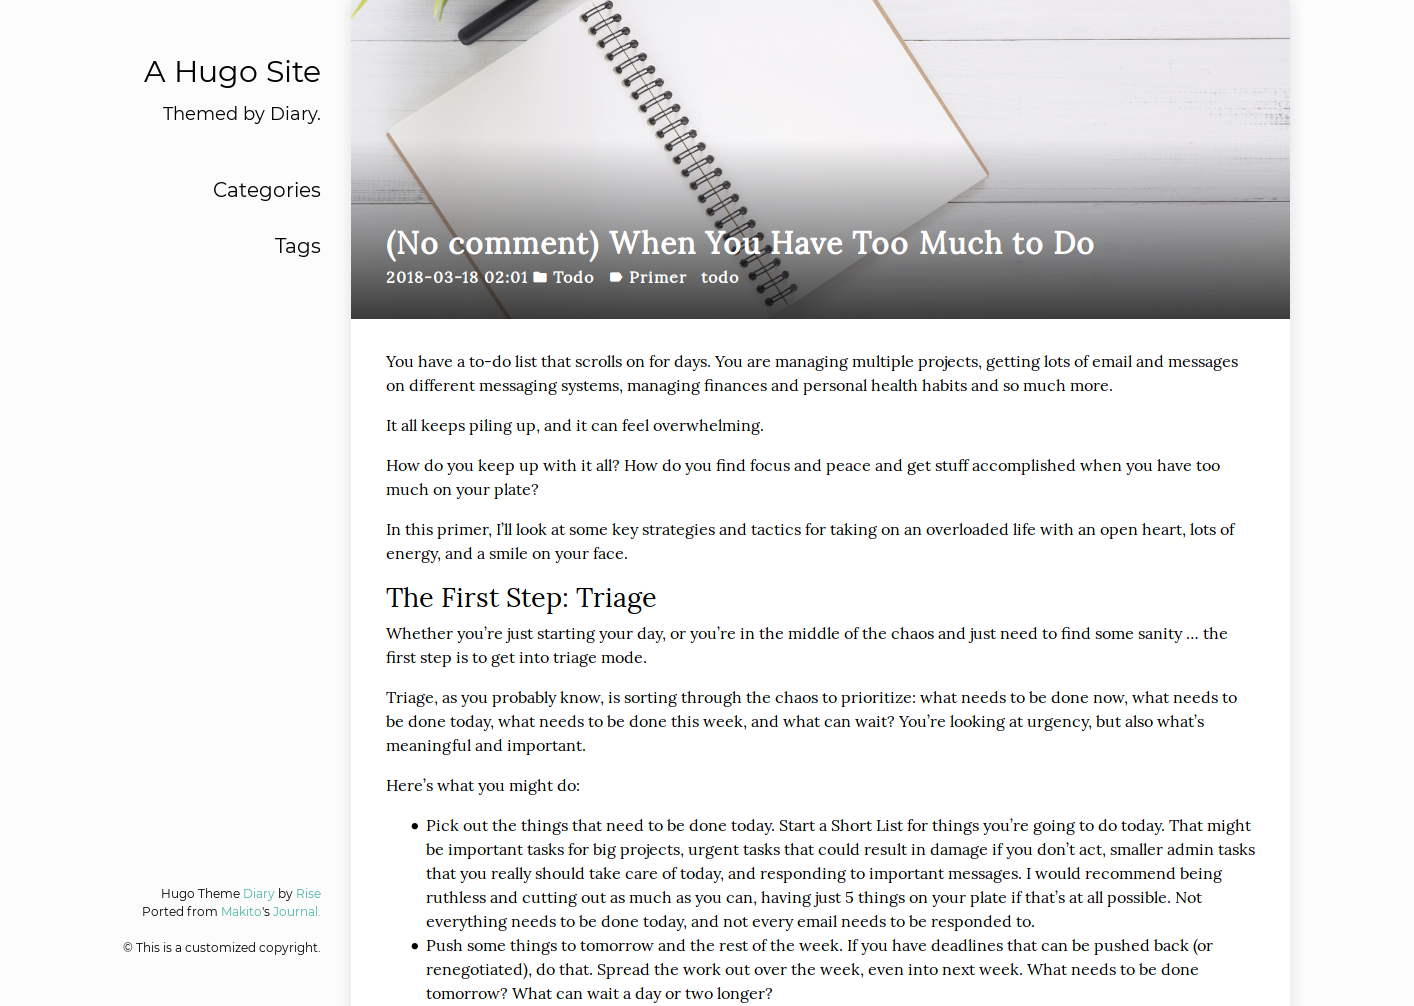 A Hugo Site
Themed by Diary.
Categories
Tags
Hugo Theme Diary by Rise
Ported from Makito's Journal.
© This is a customized copyright.
(No comment) When You Have Too Much to Do
2018-03-18 02:01 Todo Primer todo
You have a to-do list that scrolls on for days. You are managing multiple projects, getting lots of email and messages
on different messaging systems, managing finances and personal health habits and so much more.
It all keeps piling up, and it can feel overwhelming.
How do you keep up with it all? How do you find focus and peace and get stuff accomplished when you have too
much on your plate?
In this primer, I’ll look at some key strategies and tactics for taking on an overloaded life with an open heart, lots of
energy, and a smile on your face.
The First Step: Triage
Whether you’re just starting your day, or you’re in the middle of the chaos and just need to find some sanity … the
first step is to get into triage mode.
Triage, as you probably know, is sorting through the chaos to prioritize: what needs to be done now, what needs to
be done today, what needs to be done this week, and what can wait? You’re looking at urgency, but also what’s
meaningful and important.
Here’s what you might do:
• Pick out the things that need to be done today. Start a Short List for things you’re going to do today. That might
be important tasks for big projects, urgent tasks that could result in damage if you don’t act, smaller admin tasks
that you really should take care of today, and responding to important messages. I would recommend being
ruthless and cutting out as much as you can, having just 5 things on your plate if that’s at all possible. Not
everything needs to be done today, and not every email needs to be responded to.
• Push some things to tomorrow and the rest of the week. If you have deadlines that can be pushed back (or
renegotiated), do that. Spread the work out over the week, even into next week. What needs to be done
tomorrow? What can wait a day or two longer?